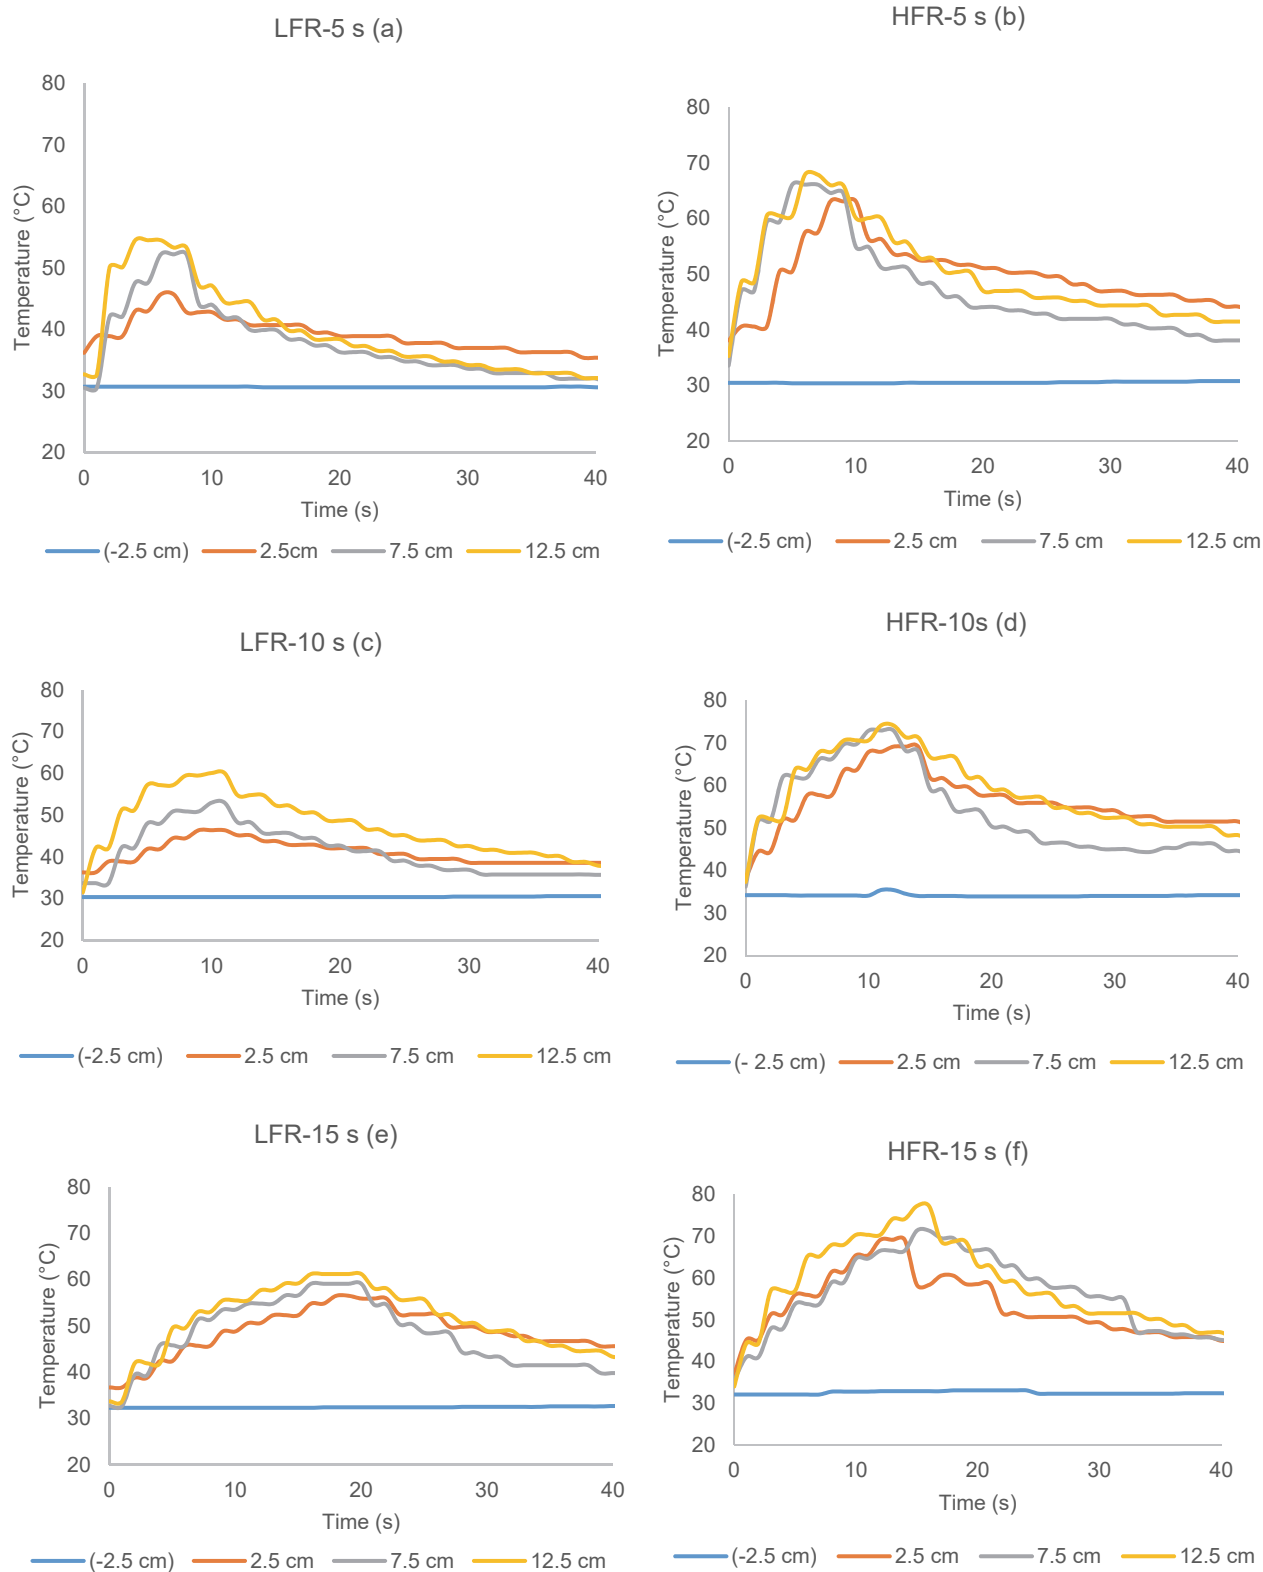 LFR-5 s (a)
80
70
60
50
40
30
20
Temperature (°C)
0 10 20 30 40
Time (s)
(-2.5 cm) 2.5cm 7.5 cm 12.5 cm
HFR-5 s (b)
80
70
60
50
40
30
20
Temperature (°C)
0 10 20 30 40
Time (s)
(-2.5 cm) 2.5 cm 7.5 cm 12.5 cm
LFR-10 s (c)
80
70
60
50
40
30
20
Temperature (°C)
0 10 20 30 40
Time (s)
(-2.5 cm) 2.5 cm 7.5 cm 12.5 cm
HFR-10s (d)
80
70
60
50
40
30
20
Temperature (°C)
0 10 20 30 40
Time (s)
(- 2.5 cm) 2.5 cm 7.5 cm 12.5 cm
LFR-15 s (e)
80
70
60
50
40
30
20
Temperature (°C)
0 10 20 30 40
Time (s)
(-2.5 cm) 2.5 cm 7.5 cm 12.5 cm
HFR-15 s (f)
80
70
60
50
40
30
20
Temperature (°C)
0 10 20 30 40
Time (s)
(-2.5 cm) 2.5 cm 7.5 cm 12.5 cm